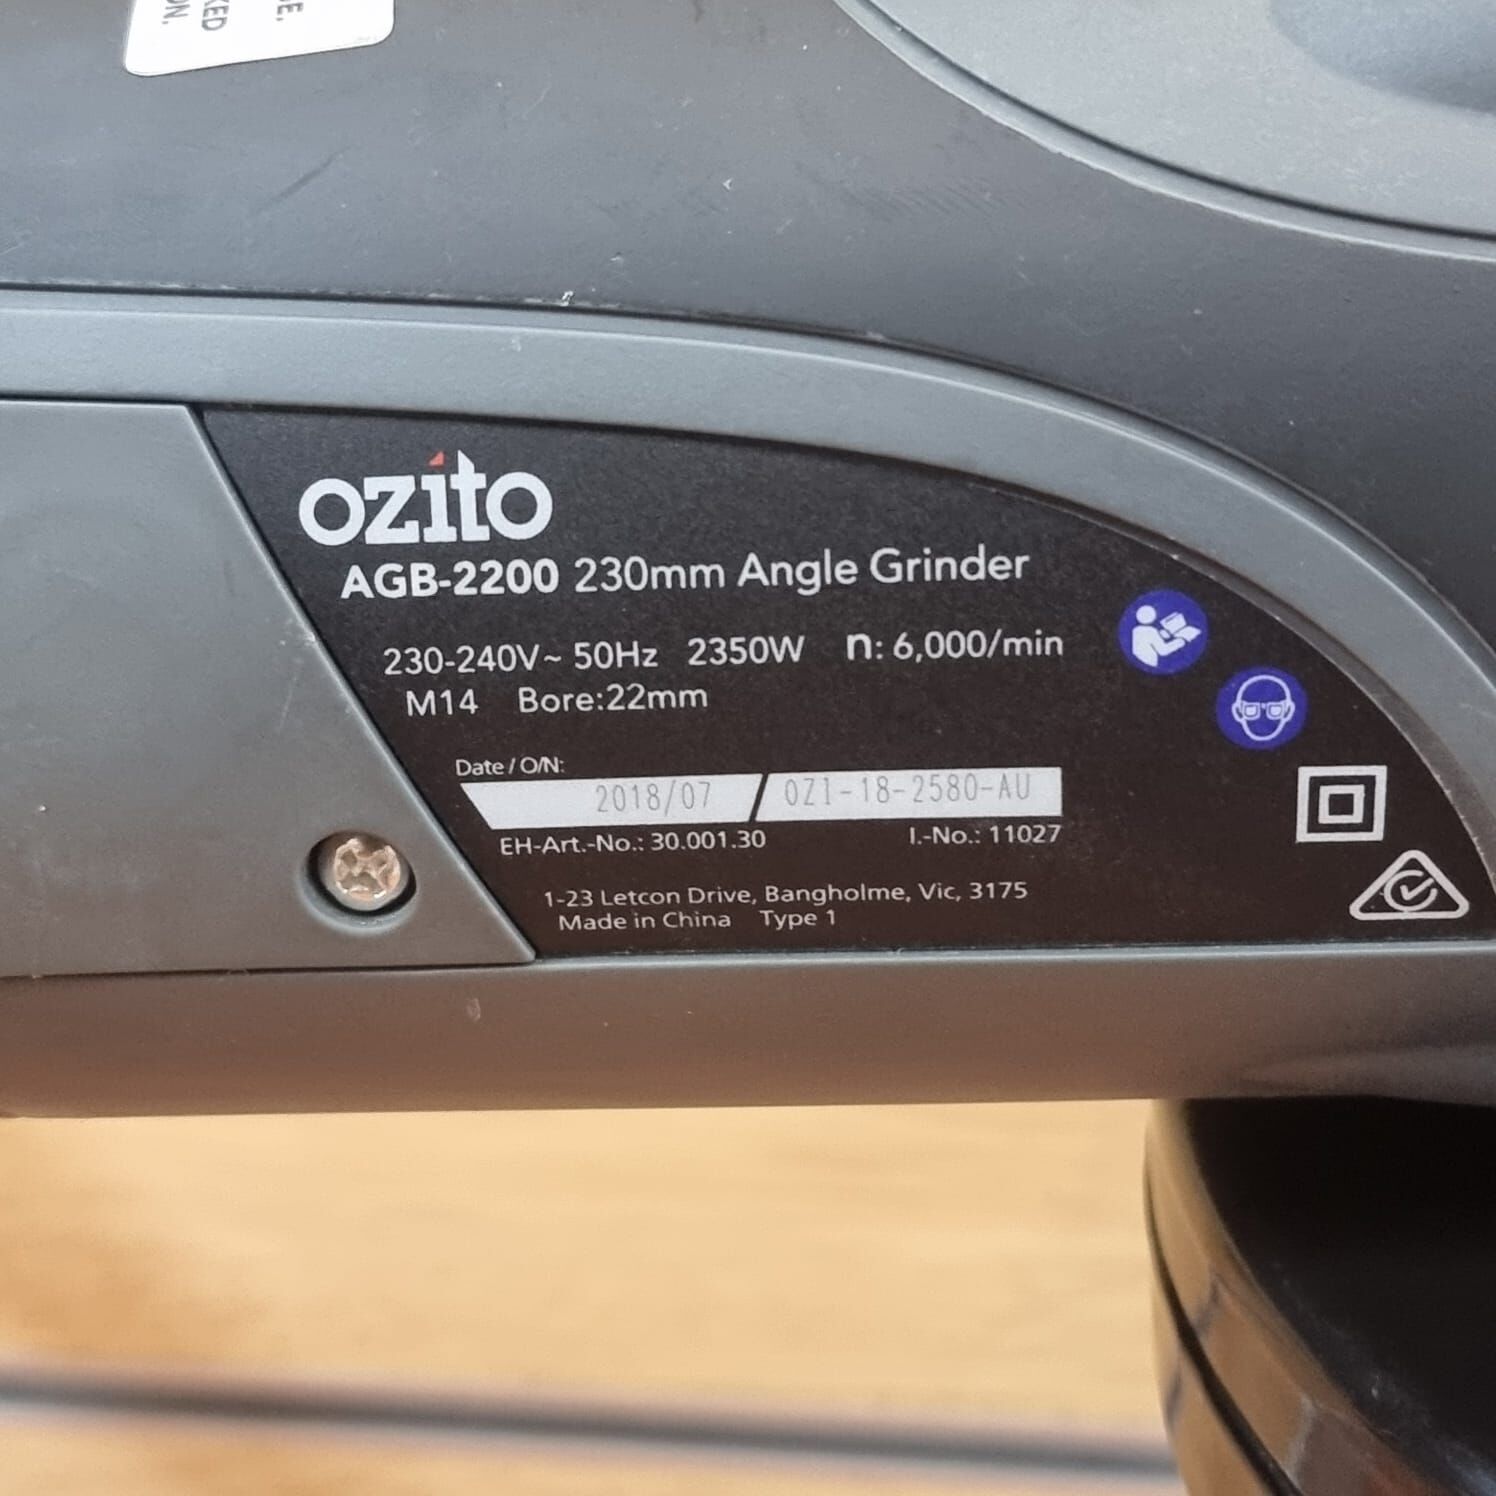 ON.
KED
E.
ozito
AGB-2200 230mm Angle Grinder
230-240V~ 50Hz 2350W n: 6,000/min
M14 Bore:22mm
Date / O/N:
2018/07 OZI-18-2580-AU
EH-Art.-No.: 30.001.30 I.-No.: 11027
1-23 Letcon Drive, Bangholme, Vic, 3175
Made in China Type 1